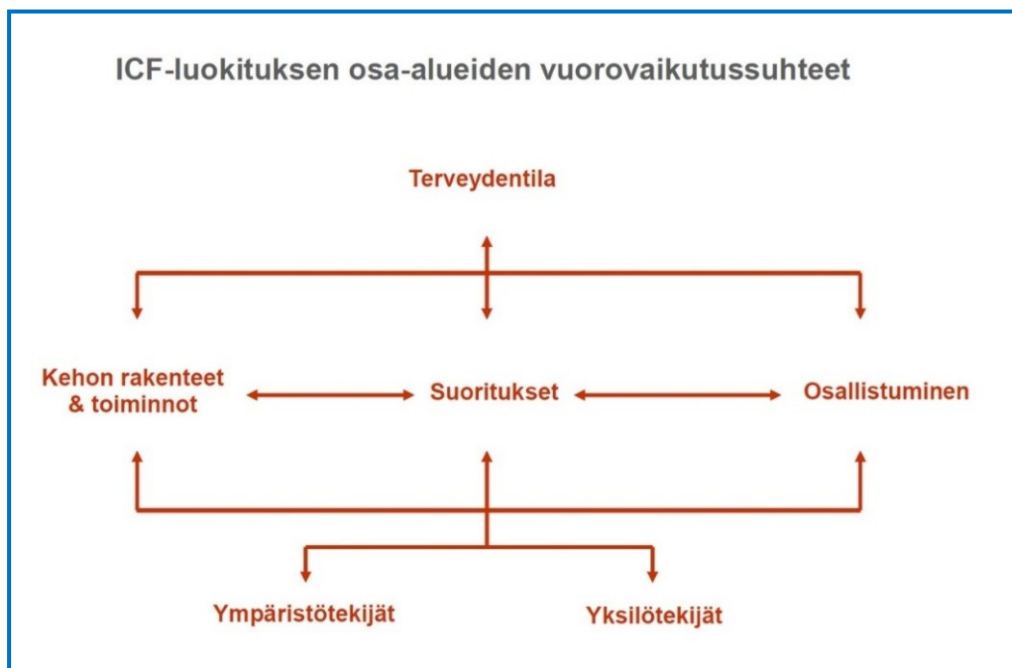 ICF-luokituksen osa-alueiden vuorovaikutussuhteet
Terveydentila
Kehon rakenteet
& toiminnot
Suoritukset
Osallistuminen
Ympäristötekijät
Yksilötekijät